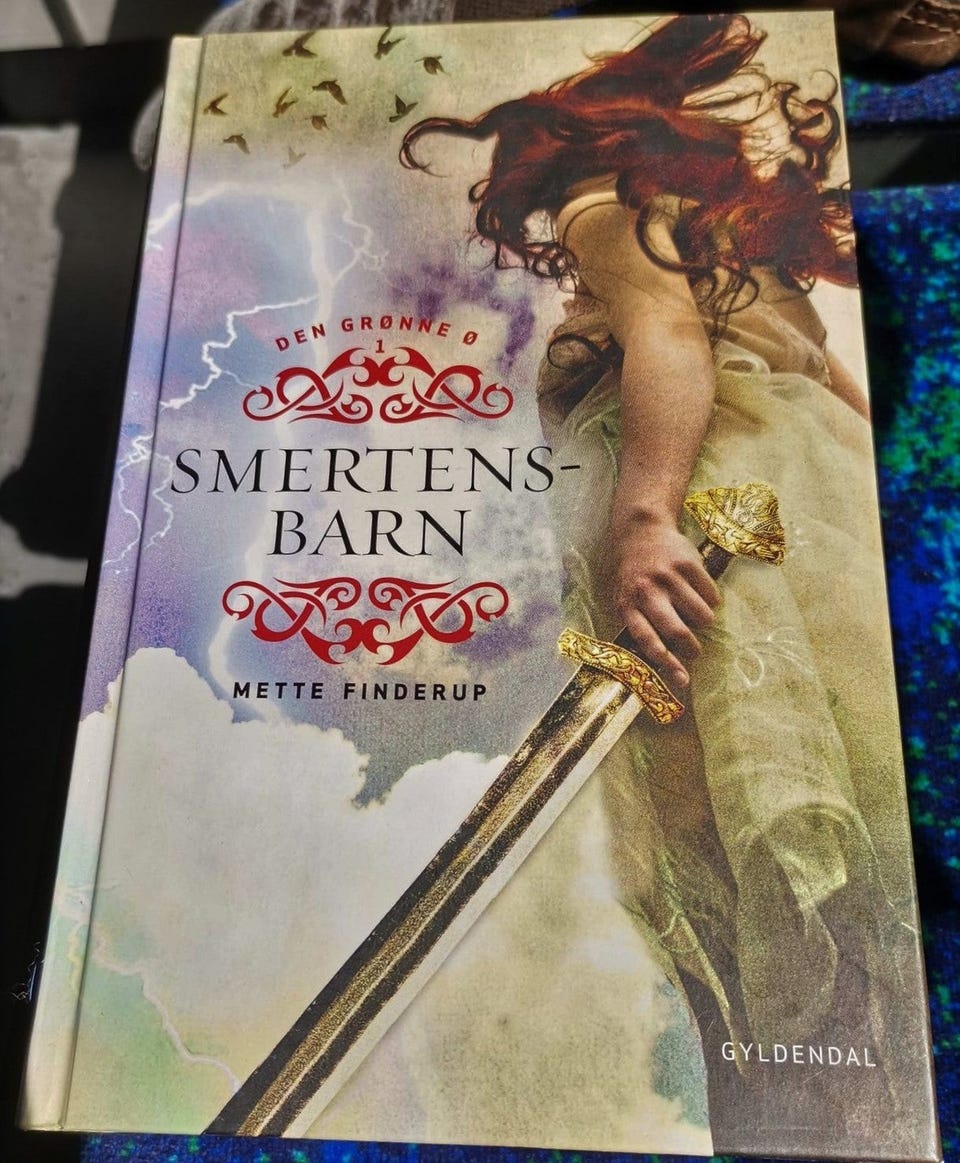 DEN GRØNNE Ø
1
SMERTENS-
BARN
METTE FINDERUP
GYLDENDAL